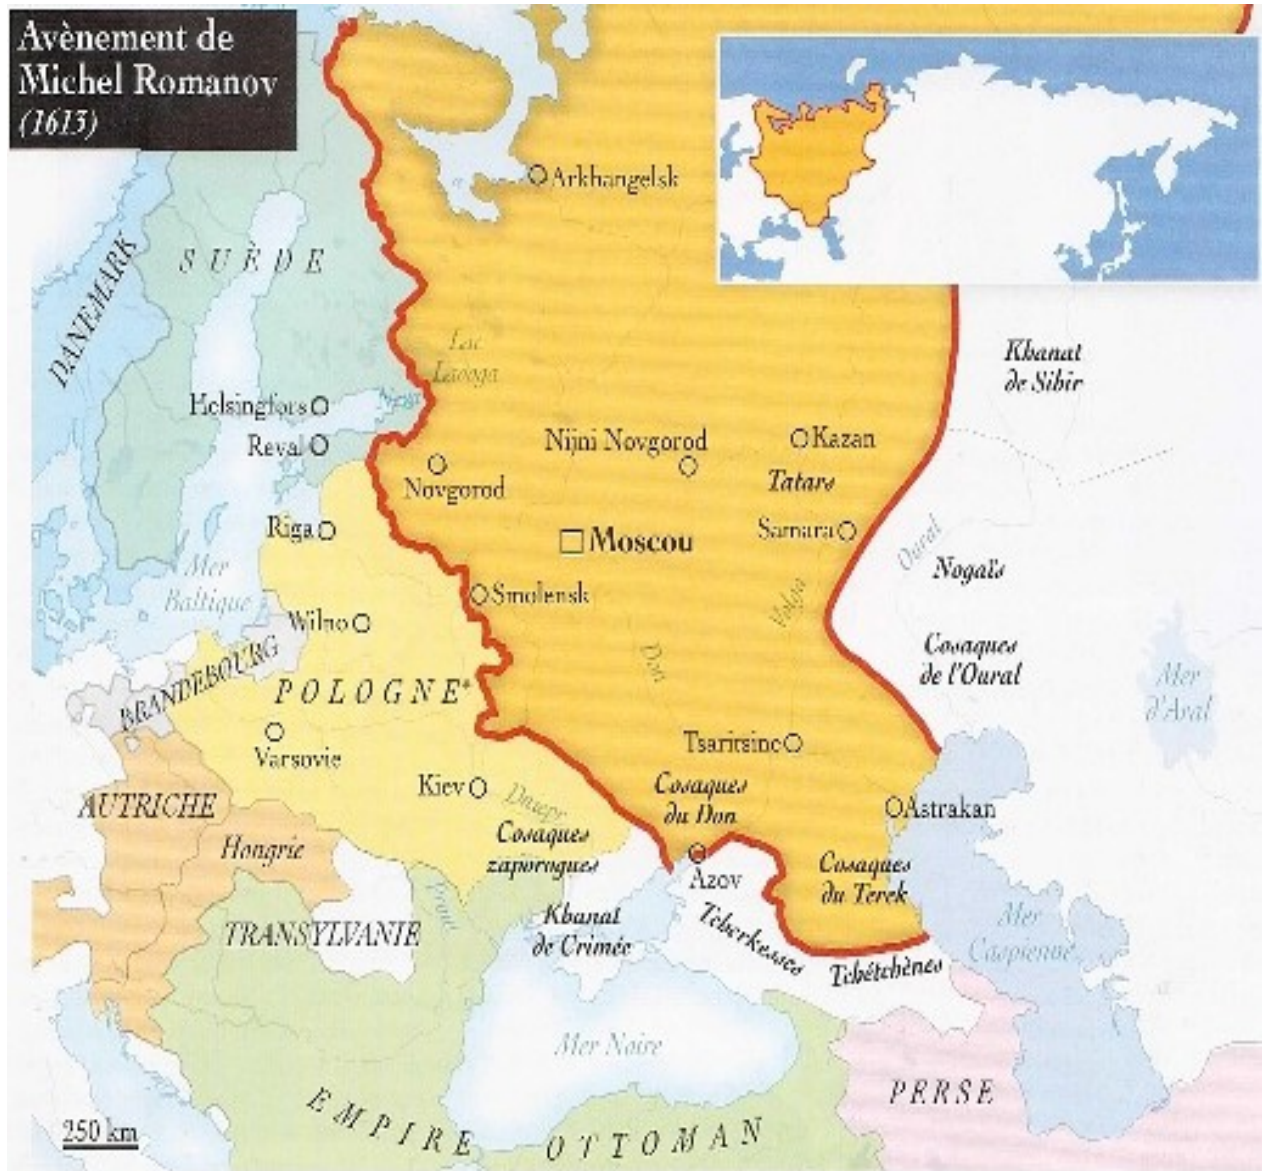 Avènement de
Michel Romanov
(1613)
Arkhangelsk
SUÈDE
DANEMARK
Lac
Ladoga
Khanat
de Sibir
Helsingfors
Neva
Reval
Nijni Novgorod
Kazan
Novgorod
Tatars
Riga
Moscou
Samara
Oural
Nogaïs
Mer
Baltique
Smolensk
Volga
Wilno
Don
Cosaques
de l'Oural
BRANDEBOURG
POLOGNE*
Mer
d'Aral
Varsovie
Tsaritsine
Kiev
Dniepr
Cosaques
du Don
Astrakan
AUTRICHE
Hongrie
Cosaques
zaporogues
Azov
Cosaques
du Terek
Prout
TRANSYLVANIE
Khanat
de Crimée
Tcherkesses
Mer
Caspienne
Tchétchènes
Mer Noire
PERSE
EMPIRE OTTOMAN
250 km